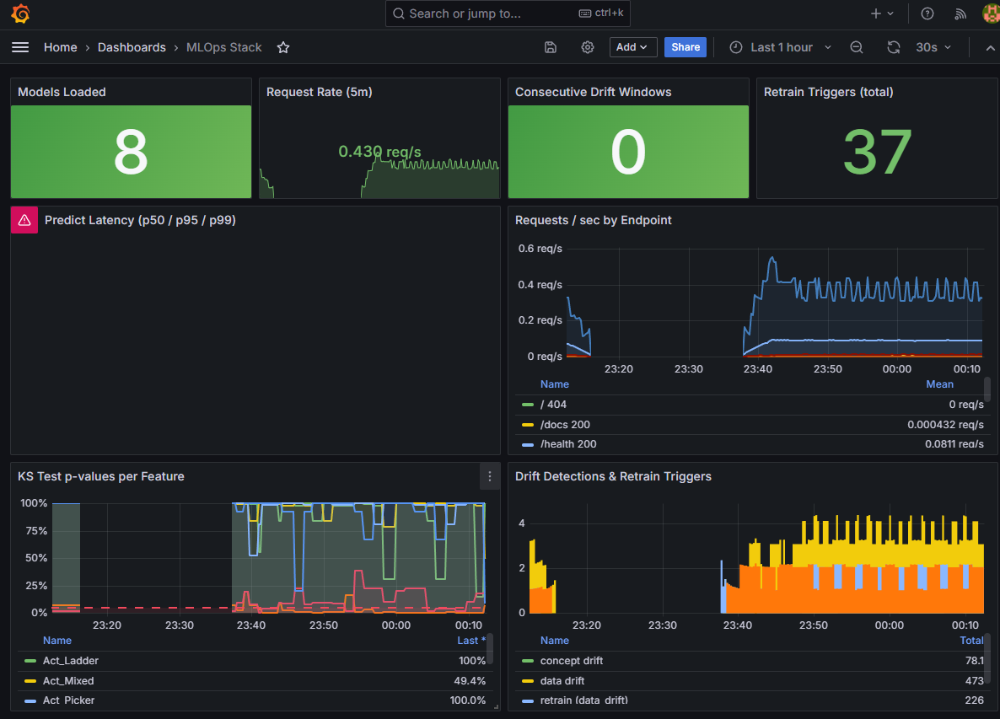 Search or jump to... ctrl+k
Home › Dashboards › MLOps Stack Add Share Last 1 hour 30s
Models Loaded
8
Request Rate (5m)
0.430 req/s
Consecutive Drift Windows
0
Retrain Triggers (total)
37
Predict Latency (p50 / p95 / p99)
Requests / sec by Endpoint
0.6 req/s
0.4 req/s
0.2 req/s
0 req/s
23:20 23:30 23:40 23:50 00:00 00:10
Name Mean
/ 404 0 req/s
/docs 200 0.000432 req/s
/health 200 0.0811 req/s
KS Test p-values per Feature
100%
75%
50%
25%
0%
23:20 23:30 23:40 23:50 00:00 00:10
Name Last *
Act_Ladder 100%
Act_Mixed 49.4%
Act_Picker 100.0%
Drift Detections & Retrain Triggers
4
2
0
23:20 23:30 23:40 23:50 00:00 00:10
Name Total
concept drift 78.1
data drift 473
retrain (data_drift) 226